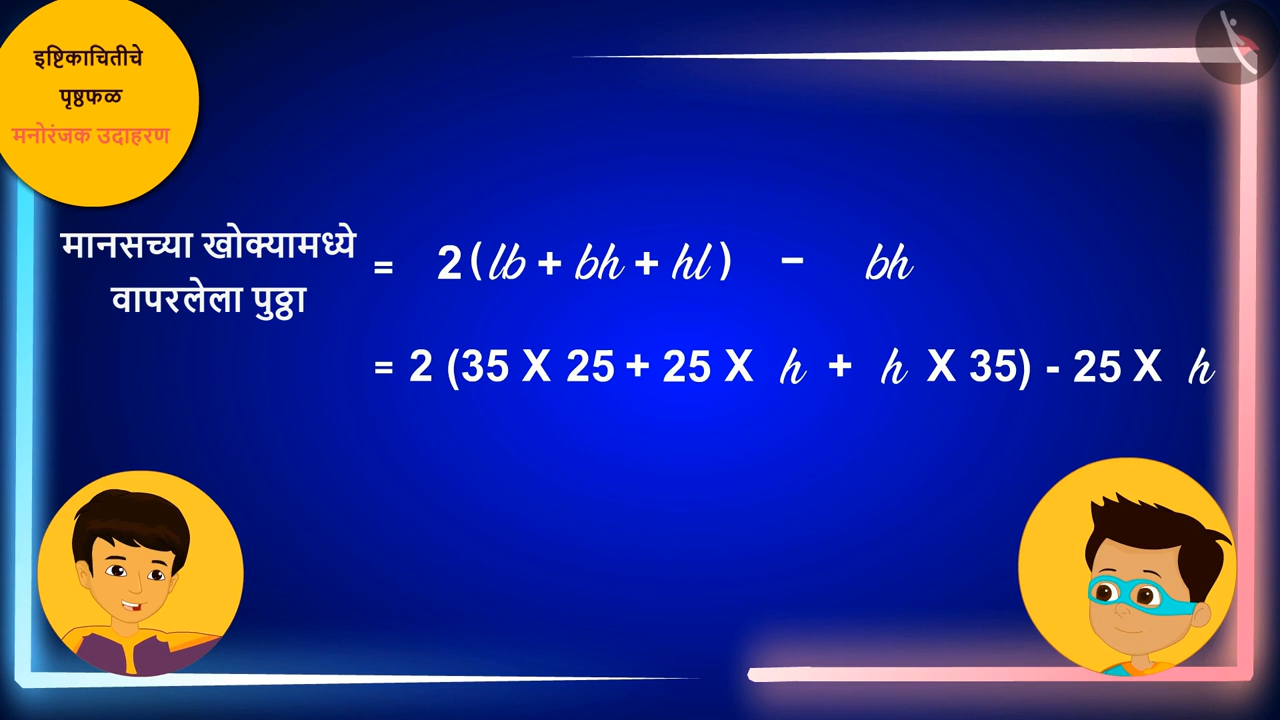 इष्टिकाचितीचे
पृष्ठफळ
मनोरंजक उदाहरण
मानसच्या खोक्यामध्ये
वापरलेला पुठ्ठा
= 2(lb + bh + hl) − bh
= 2 (35 X 25 + 25 X h + h X 35) - 25 X h